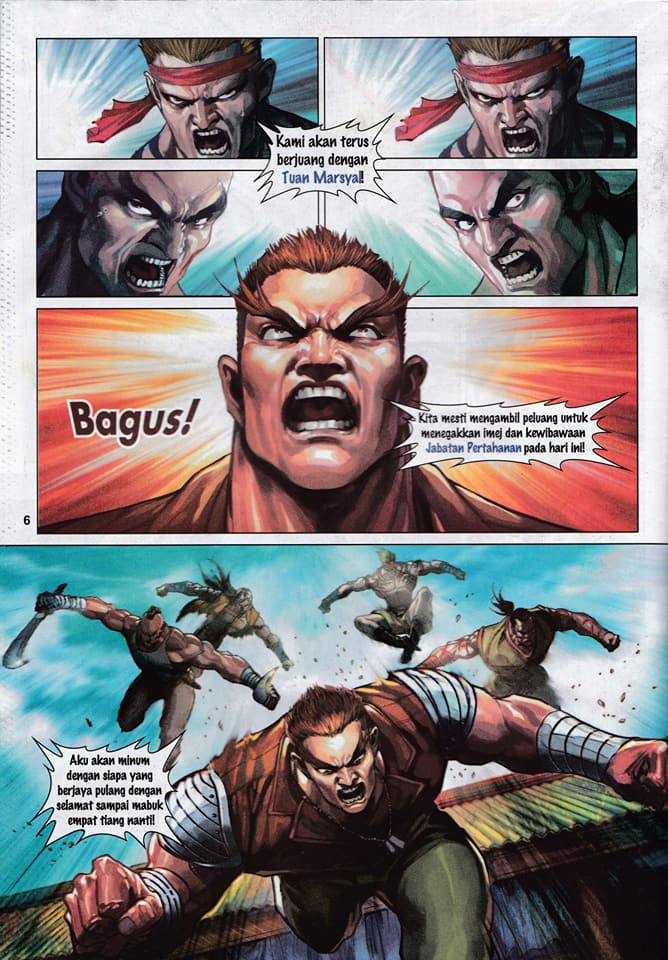 Kami akan terus
berjuang dengan
Tuan Marsya!!
Bagus!
Kita mesti mengambil peluang untuk
menegakkan imej dan kewibawaan
Jabatan Pertahanan pada hari ini!
6
Aku akan minum
dengan siapa yang
berjaya pulang dengan
selamat sampai mabuk
empat tiang nanti!